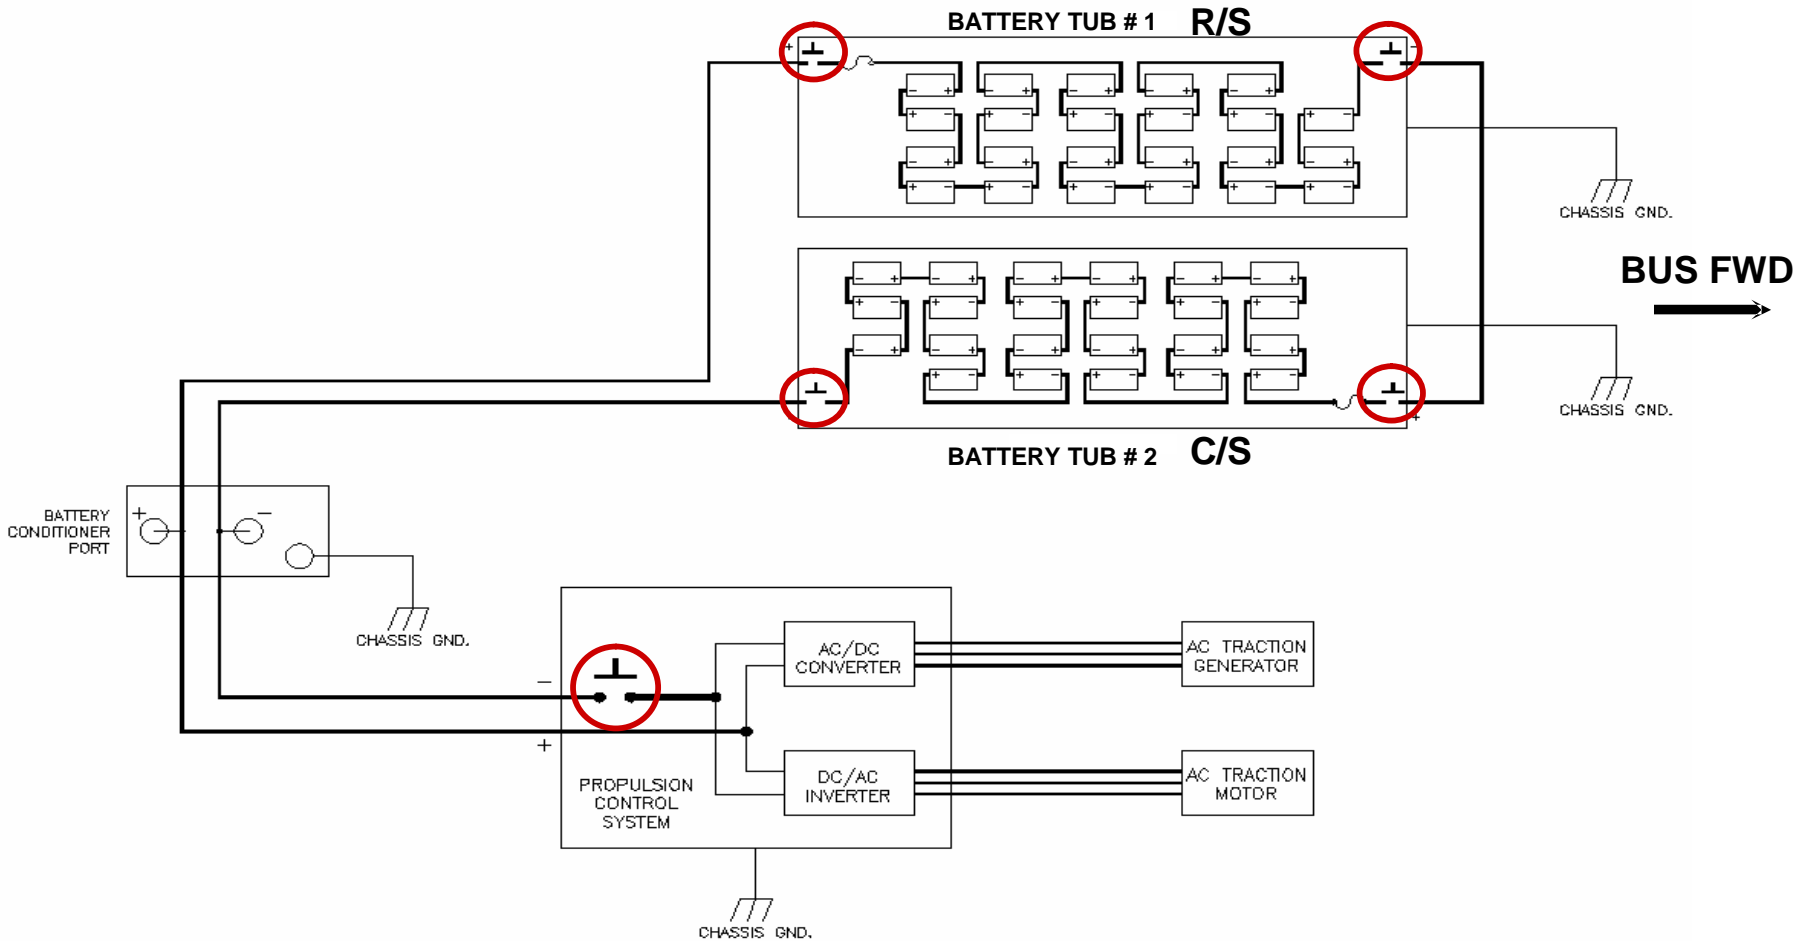 BATTERY TUB # 1 R/S
CHASSIS GND.
BUS FWD
CHASSIS GND.
BATTERY TUB # 2 C/S
BATTERY
CONDITIONER
PORT
CHASSIS GND.
AC/DC
CONVERTER
AC TRACTION
GENERATOR
PROPULSION
CONTROL
SYSTEM
DC/AC
INVERTER
AC TRACTION
MOTOR
CHASSIS GND.